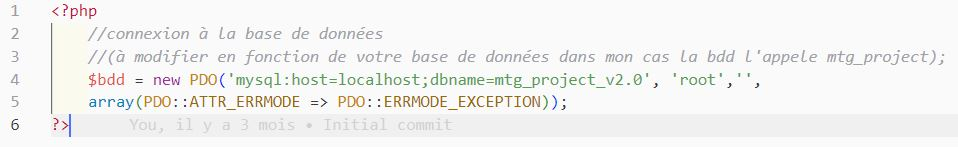 1 <?php
2 //connexion à la base de données
3 //(à modifier en fonction de votre base de données dans mon cas la bdd l'appele mtg_project);
4 $bdd = new PDO('mysql:host=localhost;dbname=mtg_project_v2.0', 'root','',
5 array(PDO::ATTR_ERRMODE => PDO::ERRMODE_EXCEPTION));
6 ?> You, il y a 3 mois • Initial commit